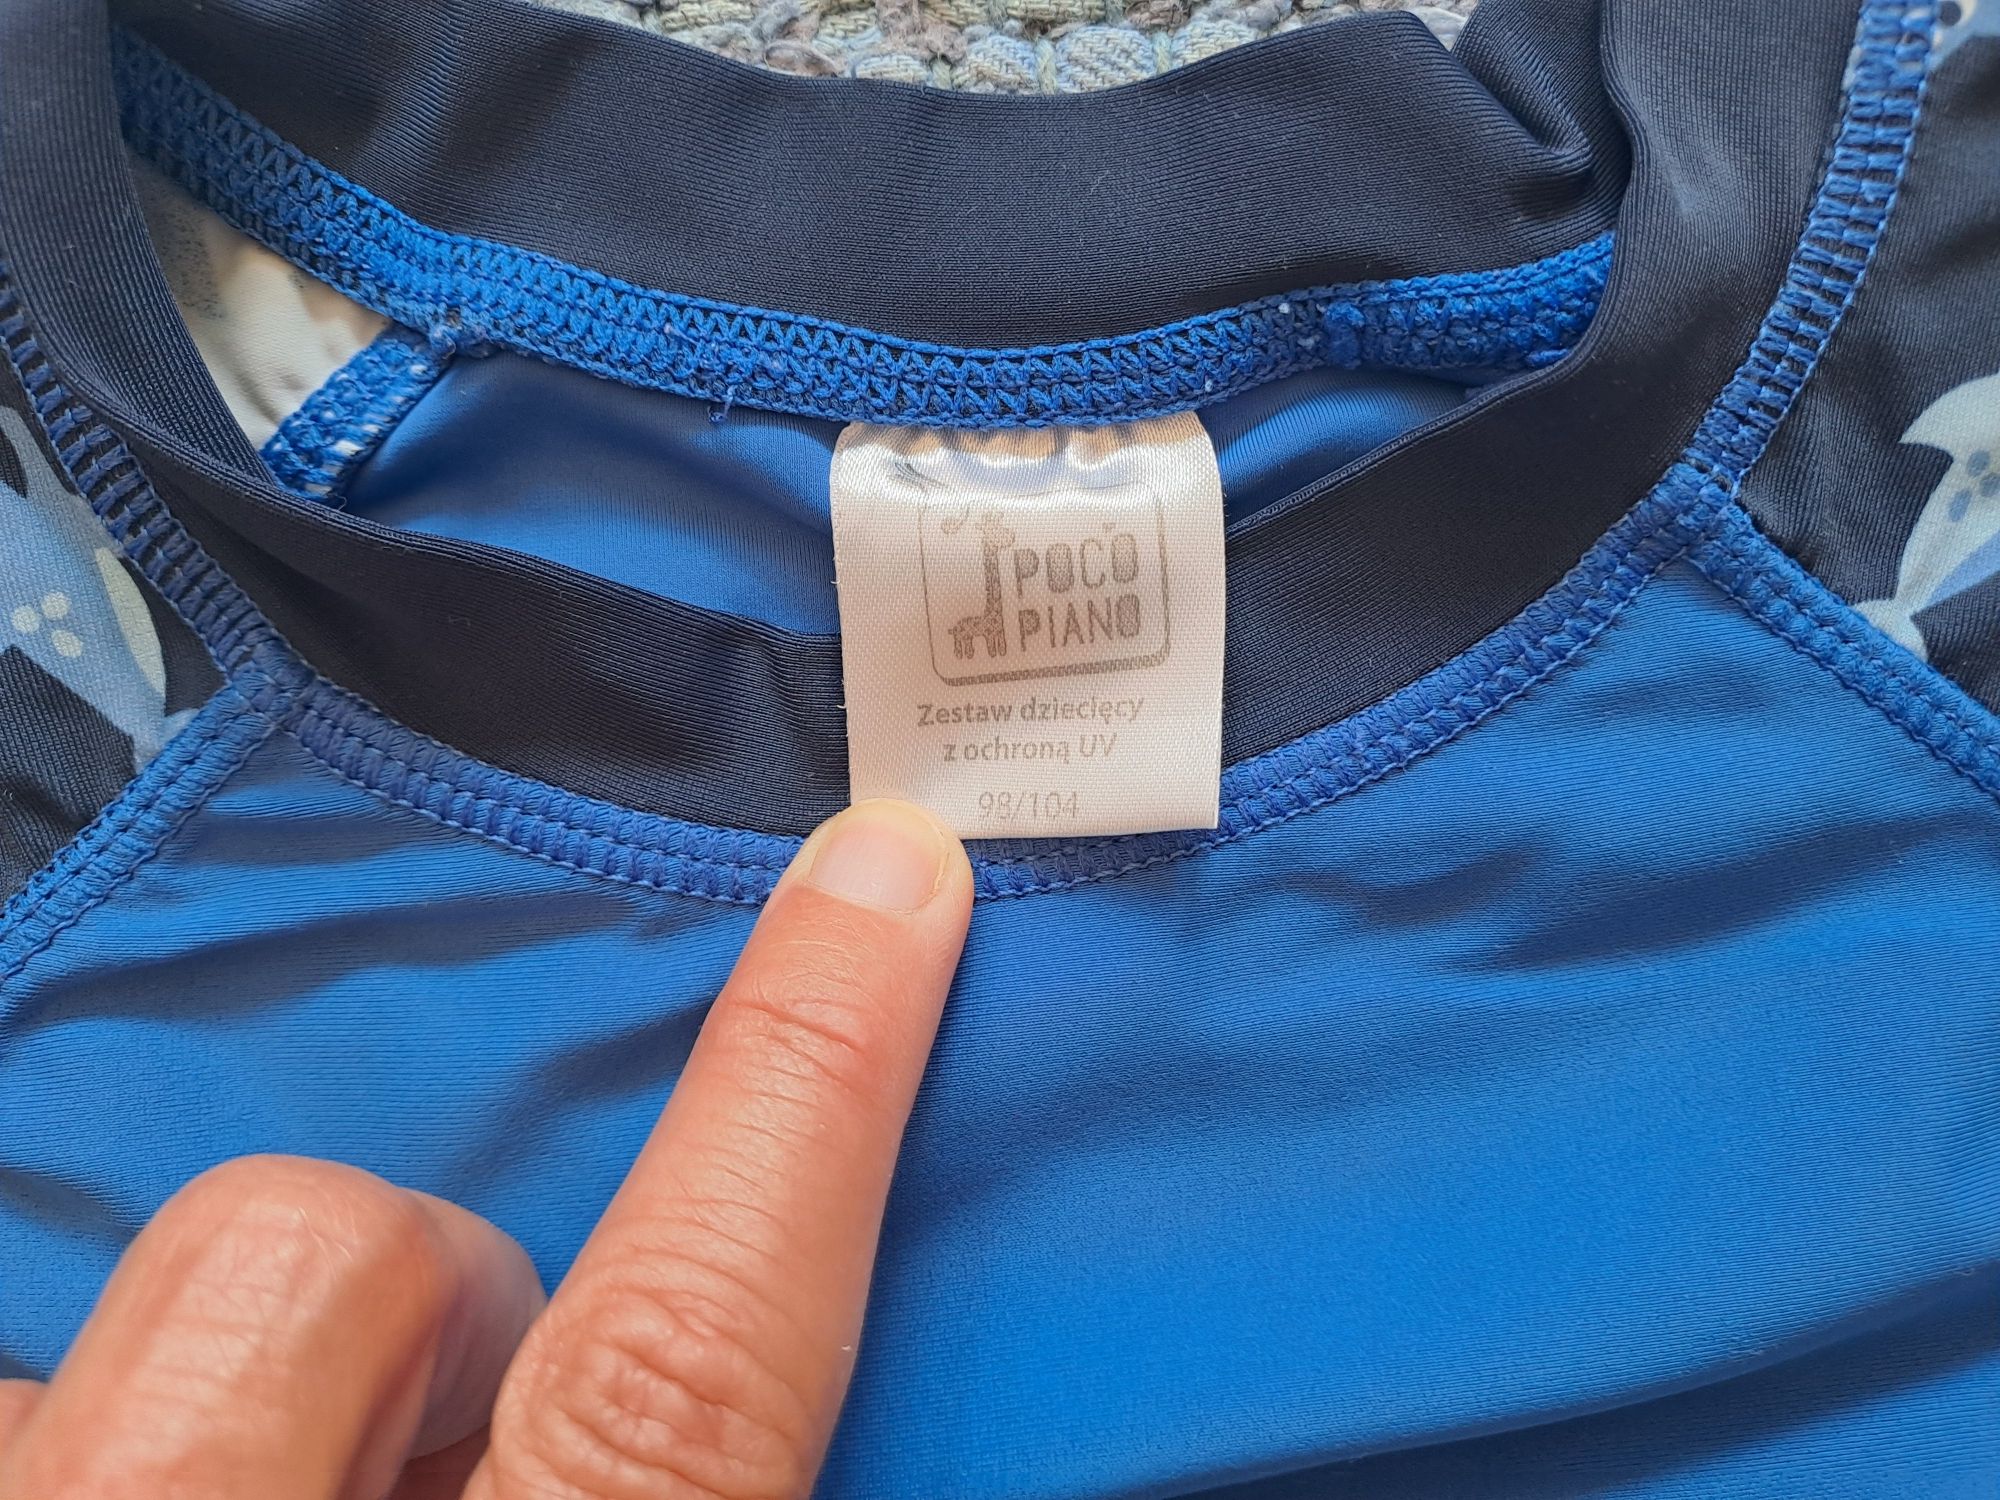 POCO
PIANO
Zestaw dziecięcy
z ochroną UV
98/104